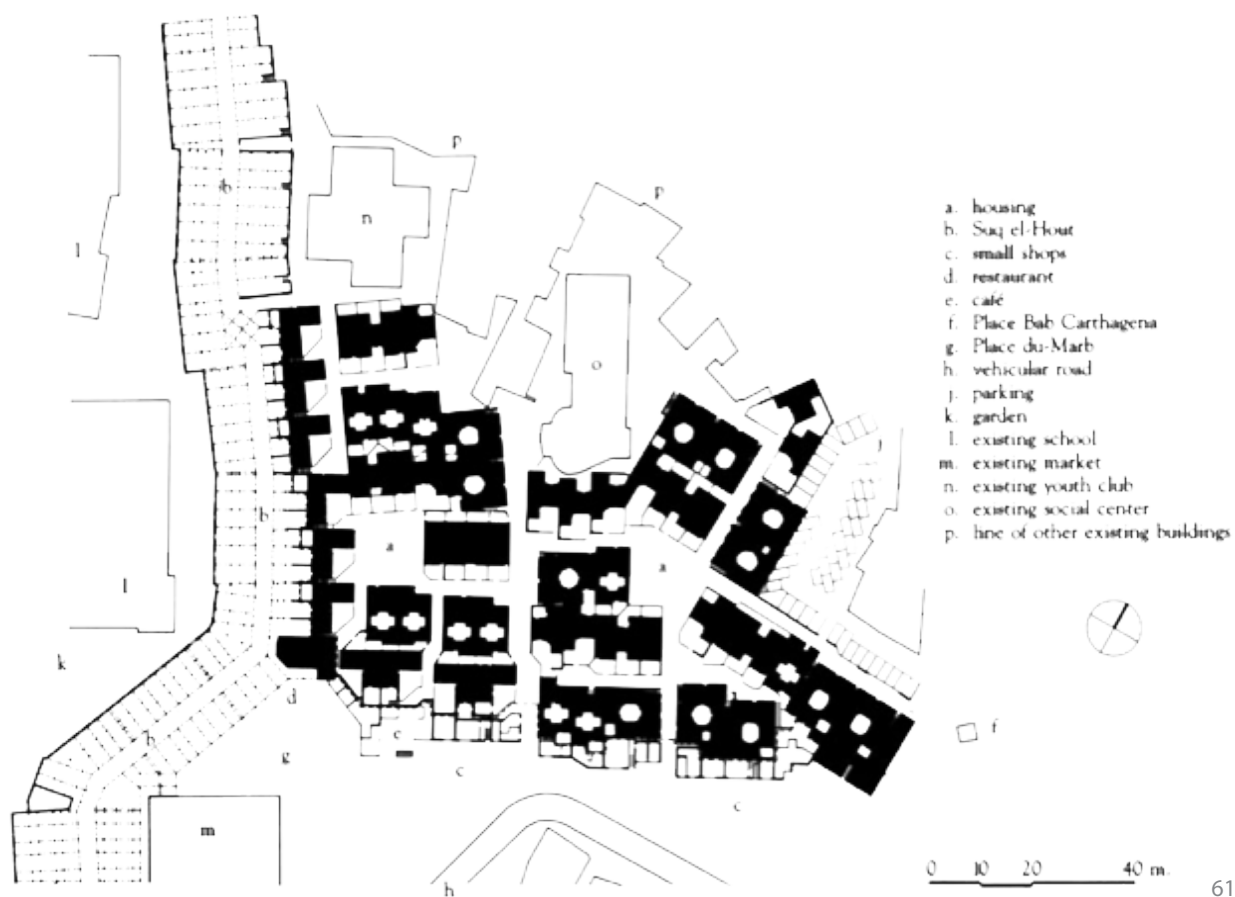 p
p
b
n
l
a. housing
b. Suq el-Hout
c. small shops
d. restaurant
e. café
f. Place Bab Carthagena
g. Place du-Marb
h. vehicular road
j. parking
k. garden
l. existing school
m. existing market
n. existing youth club
o. existing social center
p. line of other existing buildings
o
j
b
a
a
l
k
d
e
f
b
g
c
c
m
h
0 10 20 40 m.
61